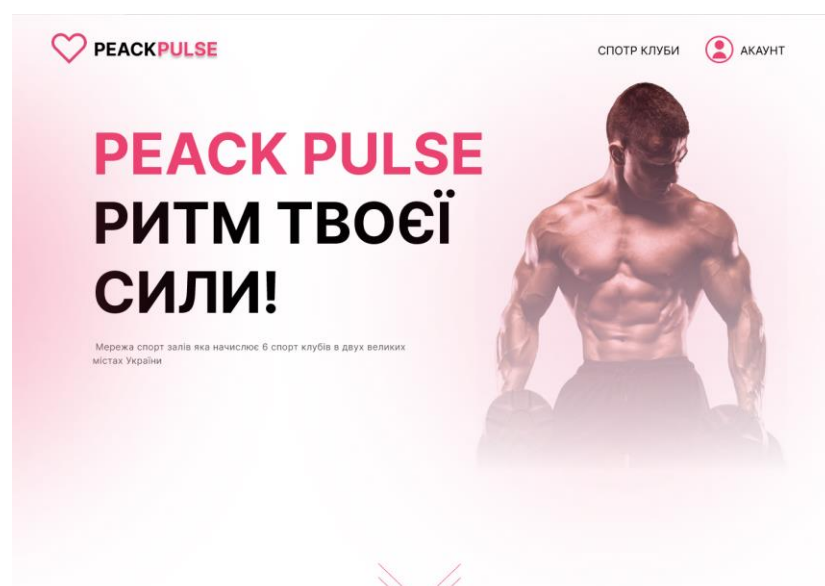 PEACKPULSE
СПОТР КЛУБИ
АКАУНТ
PEACK PULSE
РИТМ ТВОЄЇ
СИЛИ!
Мережа спорт залів яка начислює 6 спорт клубів в двух великих
містах України